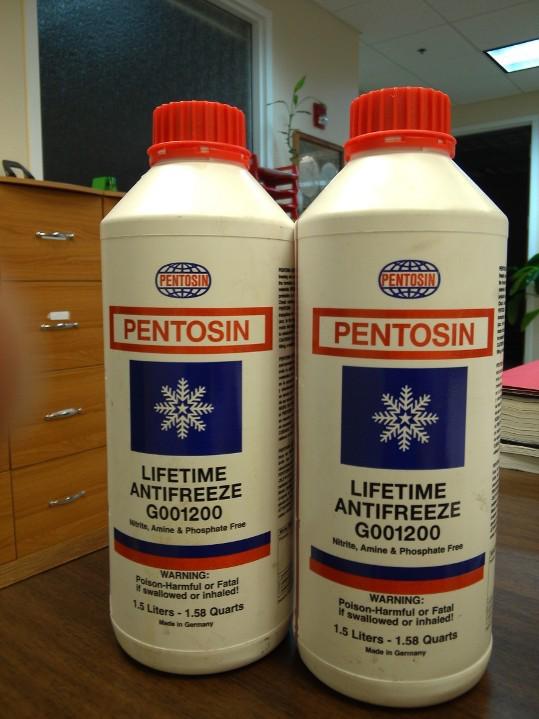 PENTOSIN
PENTOSIN
LIFETIME
ANTIFREEZE
G001200
Nitrite, Amine & Phosphate Free
WARNING:
Poison-Harmful or Fatal
if swallowed or inhaled!
1.5 Liters - 1.58 Quarts
Made in Germany
PENTOSIN
PENTOSIN
LIFETIME
ANTIFREEZE
G001200
Nitrite, Amine & Phosphate Free
WARNING:
Poison-Harmful or Fatal
if swallowed or inhaled!
1.5 Liters - 1.58 Quarts
Made in Germany